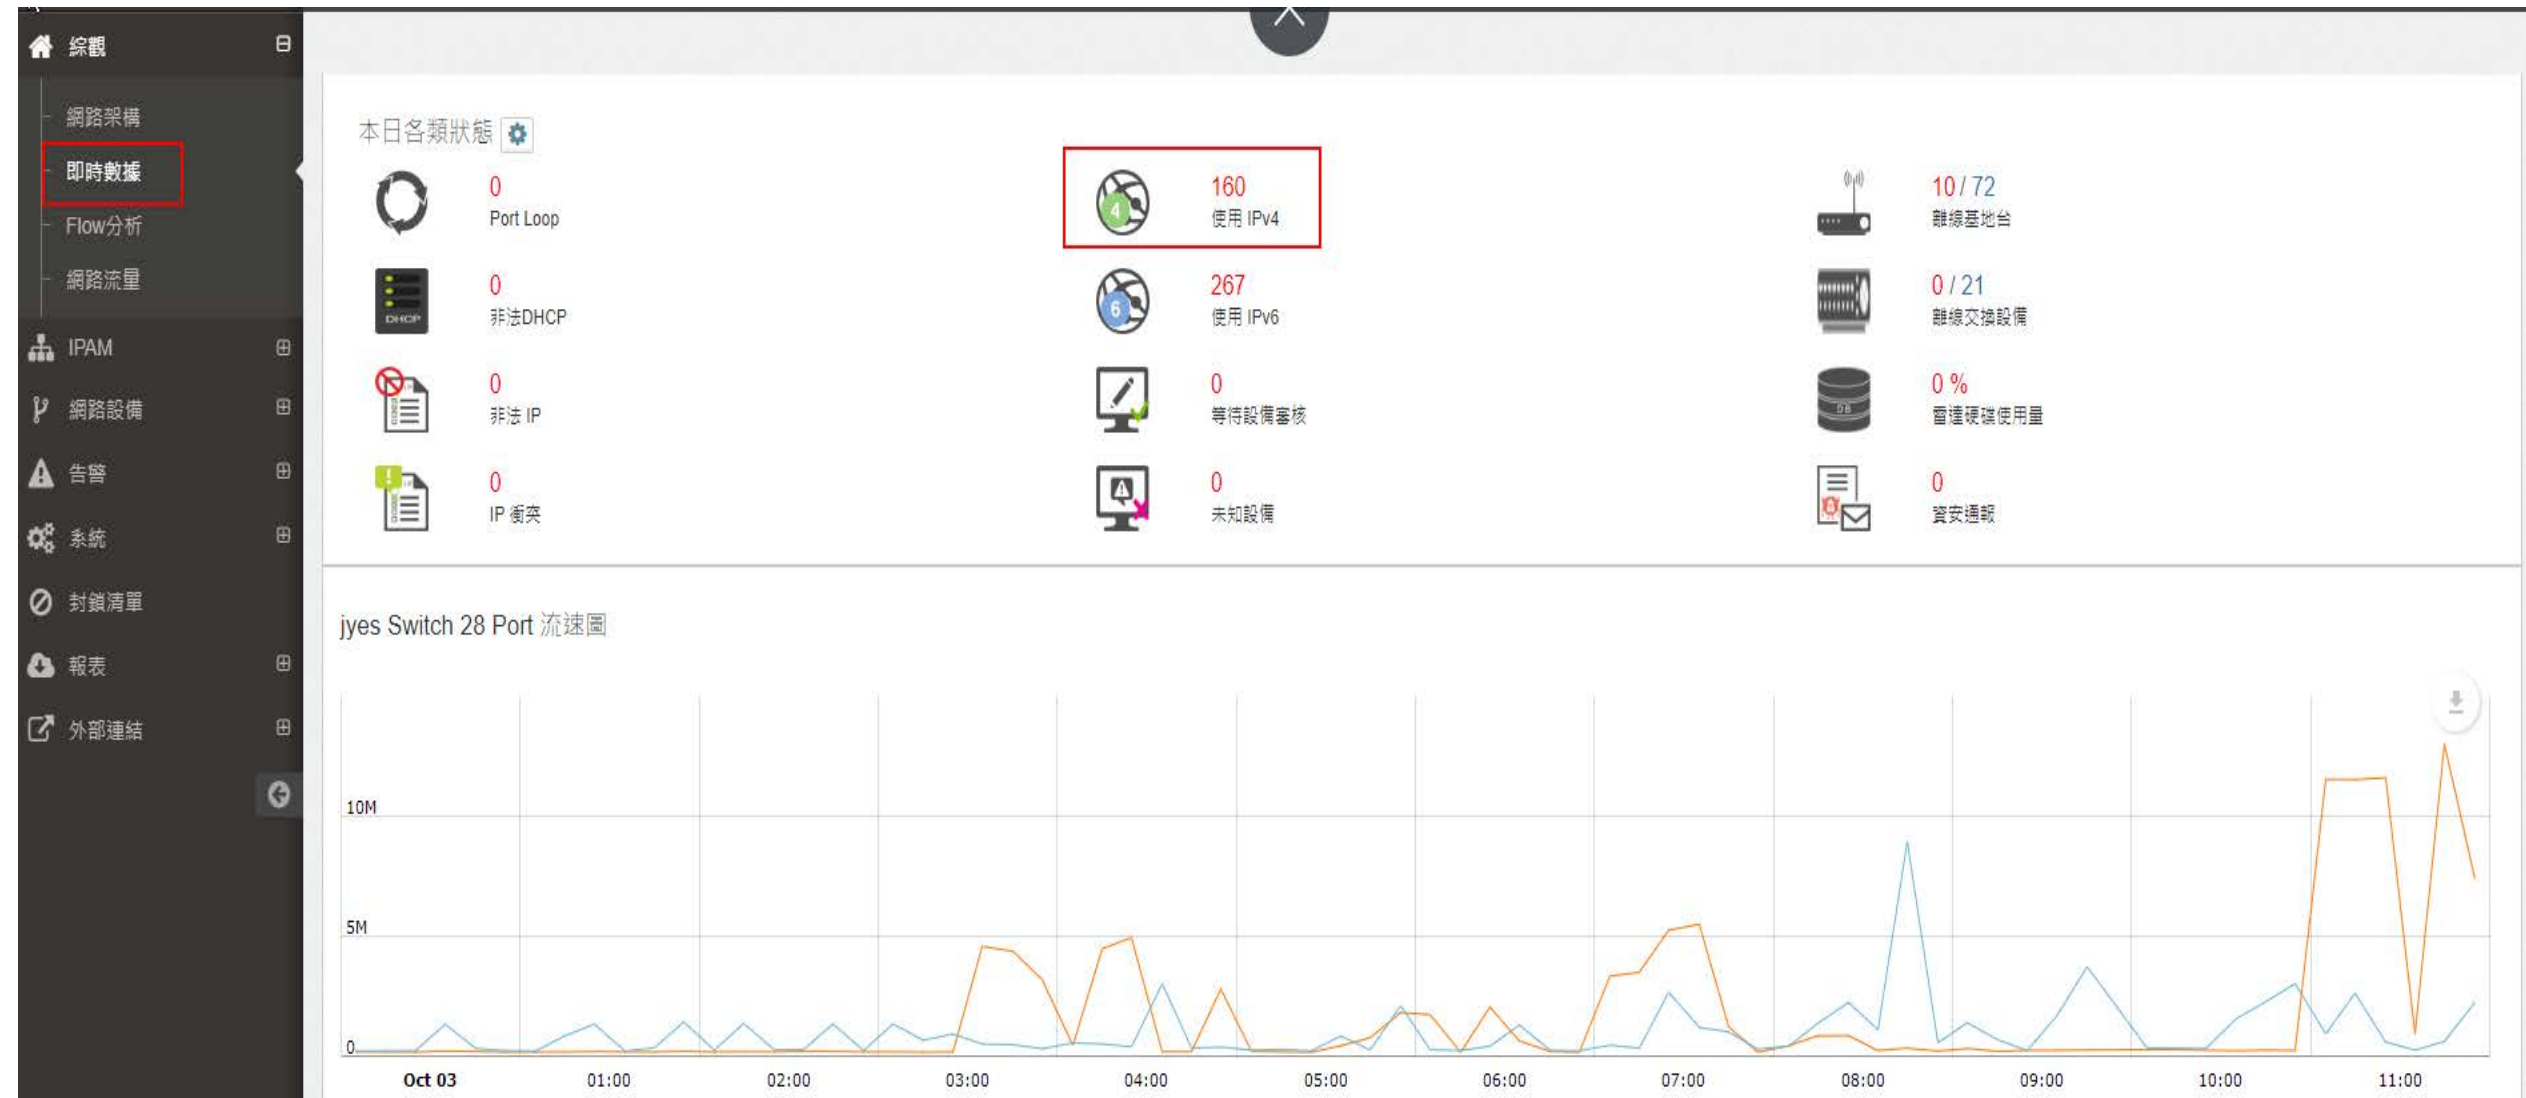 綜觀
網路架構
即時數據
Flow分析
網路流量
IPAM
網路設備
告警
系統
封鎖清單
報表
外部連結
本日各類狀態
0
Port Loop
4
160
使用 IPv4
10 / 72
離線基地台
DHCP
0
非法DHCP
6
267
使用 IPv6
0 / 21
離線交換設備
0
非法 IP
0
等待設備審核
DB
0 %
雷達硬碟使用量
0
IP 衝突
0
未知設備
0
資安通報
jyes Switch 28 Port 流速圖
10M
5M
0
Oct 03 01:00 02:00 03:00 04:00 05:00 06:00 07:00 08:00 09:00 10:00 11:00